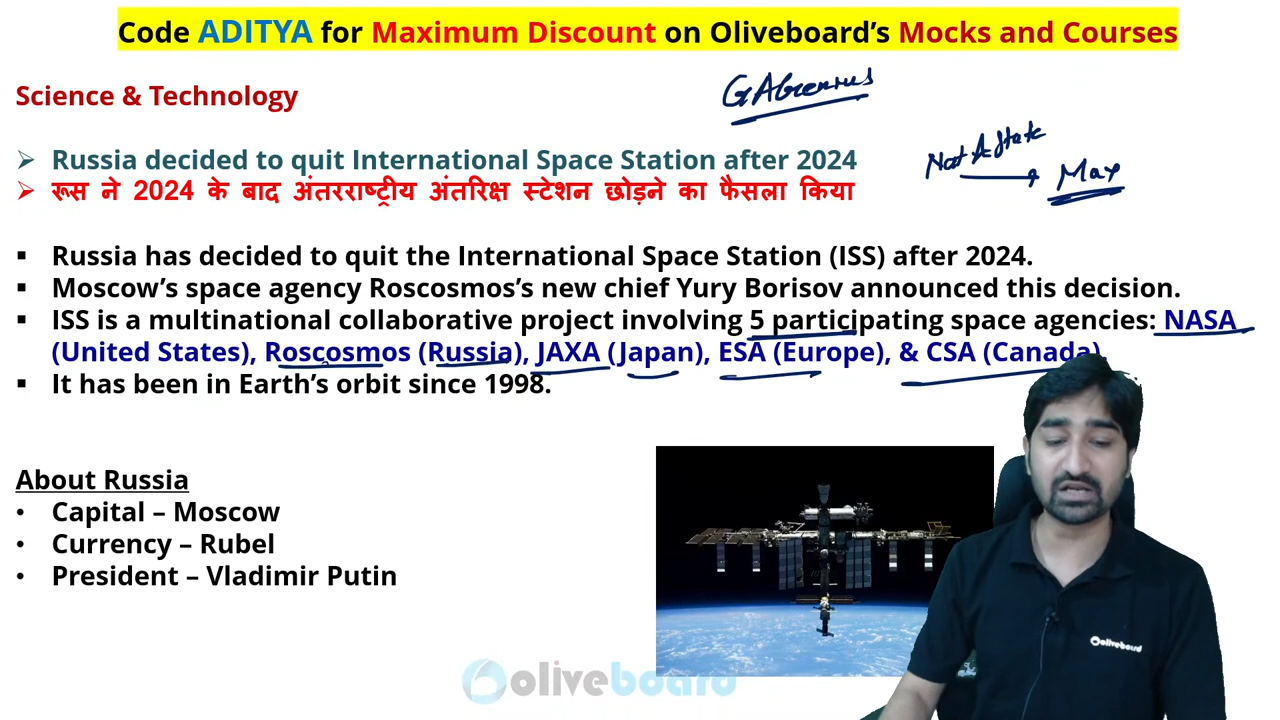 Code ADITYA for Maximum Discount on Oliveboard’s Mocks and Courses
Science & Technology
GAGenius
➢ Russia decided to quit International Space Station after 2024
➢ रूस ने 2024 के बाद अंतरराष्ट्रीय अंतरिक्ष स्टेशन छोड़ने का फैसला किया
Max
▪ Russia has decided to quit the International Space Station (ISS) after 2024.
▪ Moscow’s space agency Roscosmos’s new chief Yury Borisov announced this decision.
▪ ISS is a multinational collaborative project involving 5 participating space agencies: NASA
(United States), Roscosmos (Russia), JAXA (Japan), ESA (Europe), & CSA (Canada).
▪ It has been in Earth’s orbit since 1998.
About Russia
• Capital – Moscow
• Currency – Rubel
• President – Vladimir Putin
oliveboard
oliveboard